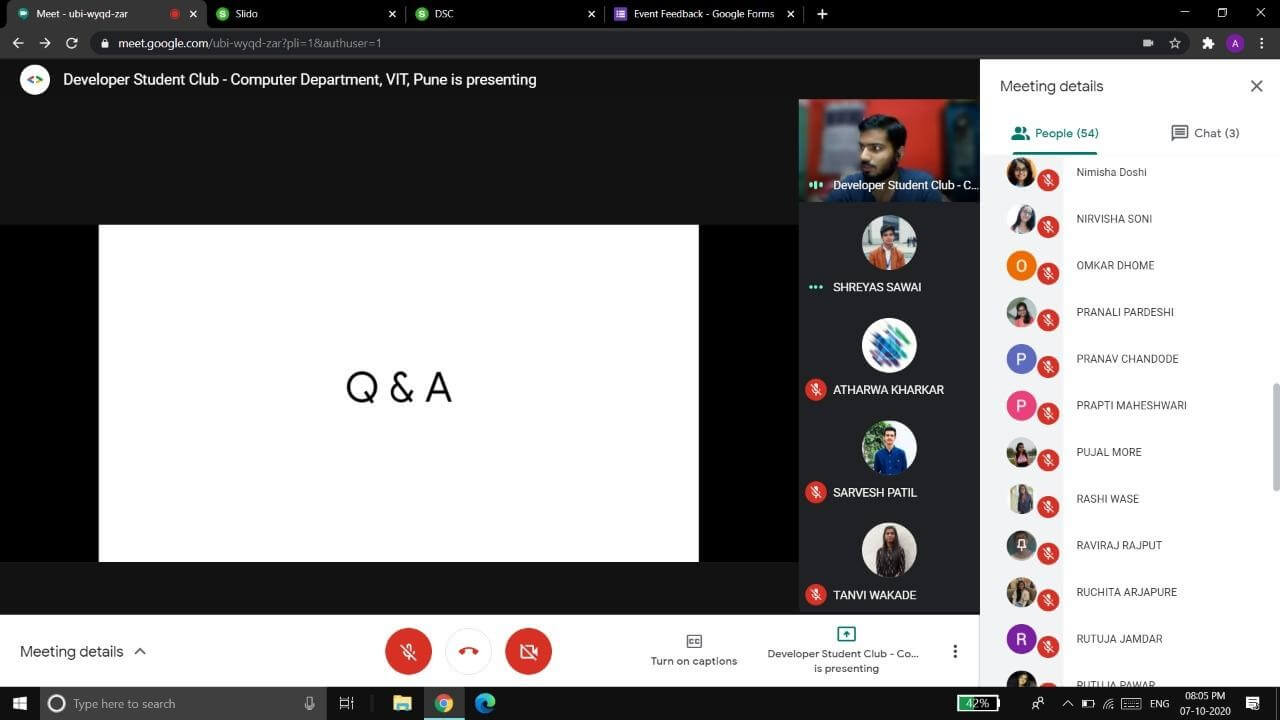 Meet - ubi-wyqd-zar
Slido
DSC
Event Feedback - Google Forms
meet.google.com/ubi-wyqd-zar?pli=1&authuser=1
A
Developer Student Club - Computer Department, VIT, Pune is presenting
Q & A
Developer Student Club - C...
SHREYAS SAWAI
ATHARWA KHARKAR
SARVESH PATIL
TANVI WAKADE
Meeting details
People (54)
Chat (3)
Nimisha Doshi
NIRVISHA SONI
O
OMKAR DHOME
PRANALI PARDESHI
P
PRANAV CHANDODE
P
PRAPTI MAHESHWARI
PUJAL MORE
RASHI WASE
RAVIRAJ RAJPUT
RUCHITA ARJAPURE
R
RUTUJA JAMDAR
RUTUJA PAWAR
Meeting details
CC
Turn on captions
Developer Student Club - Co...
is presenting
Type here to search
42%
ENG
08:05 PM
07-10-2020